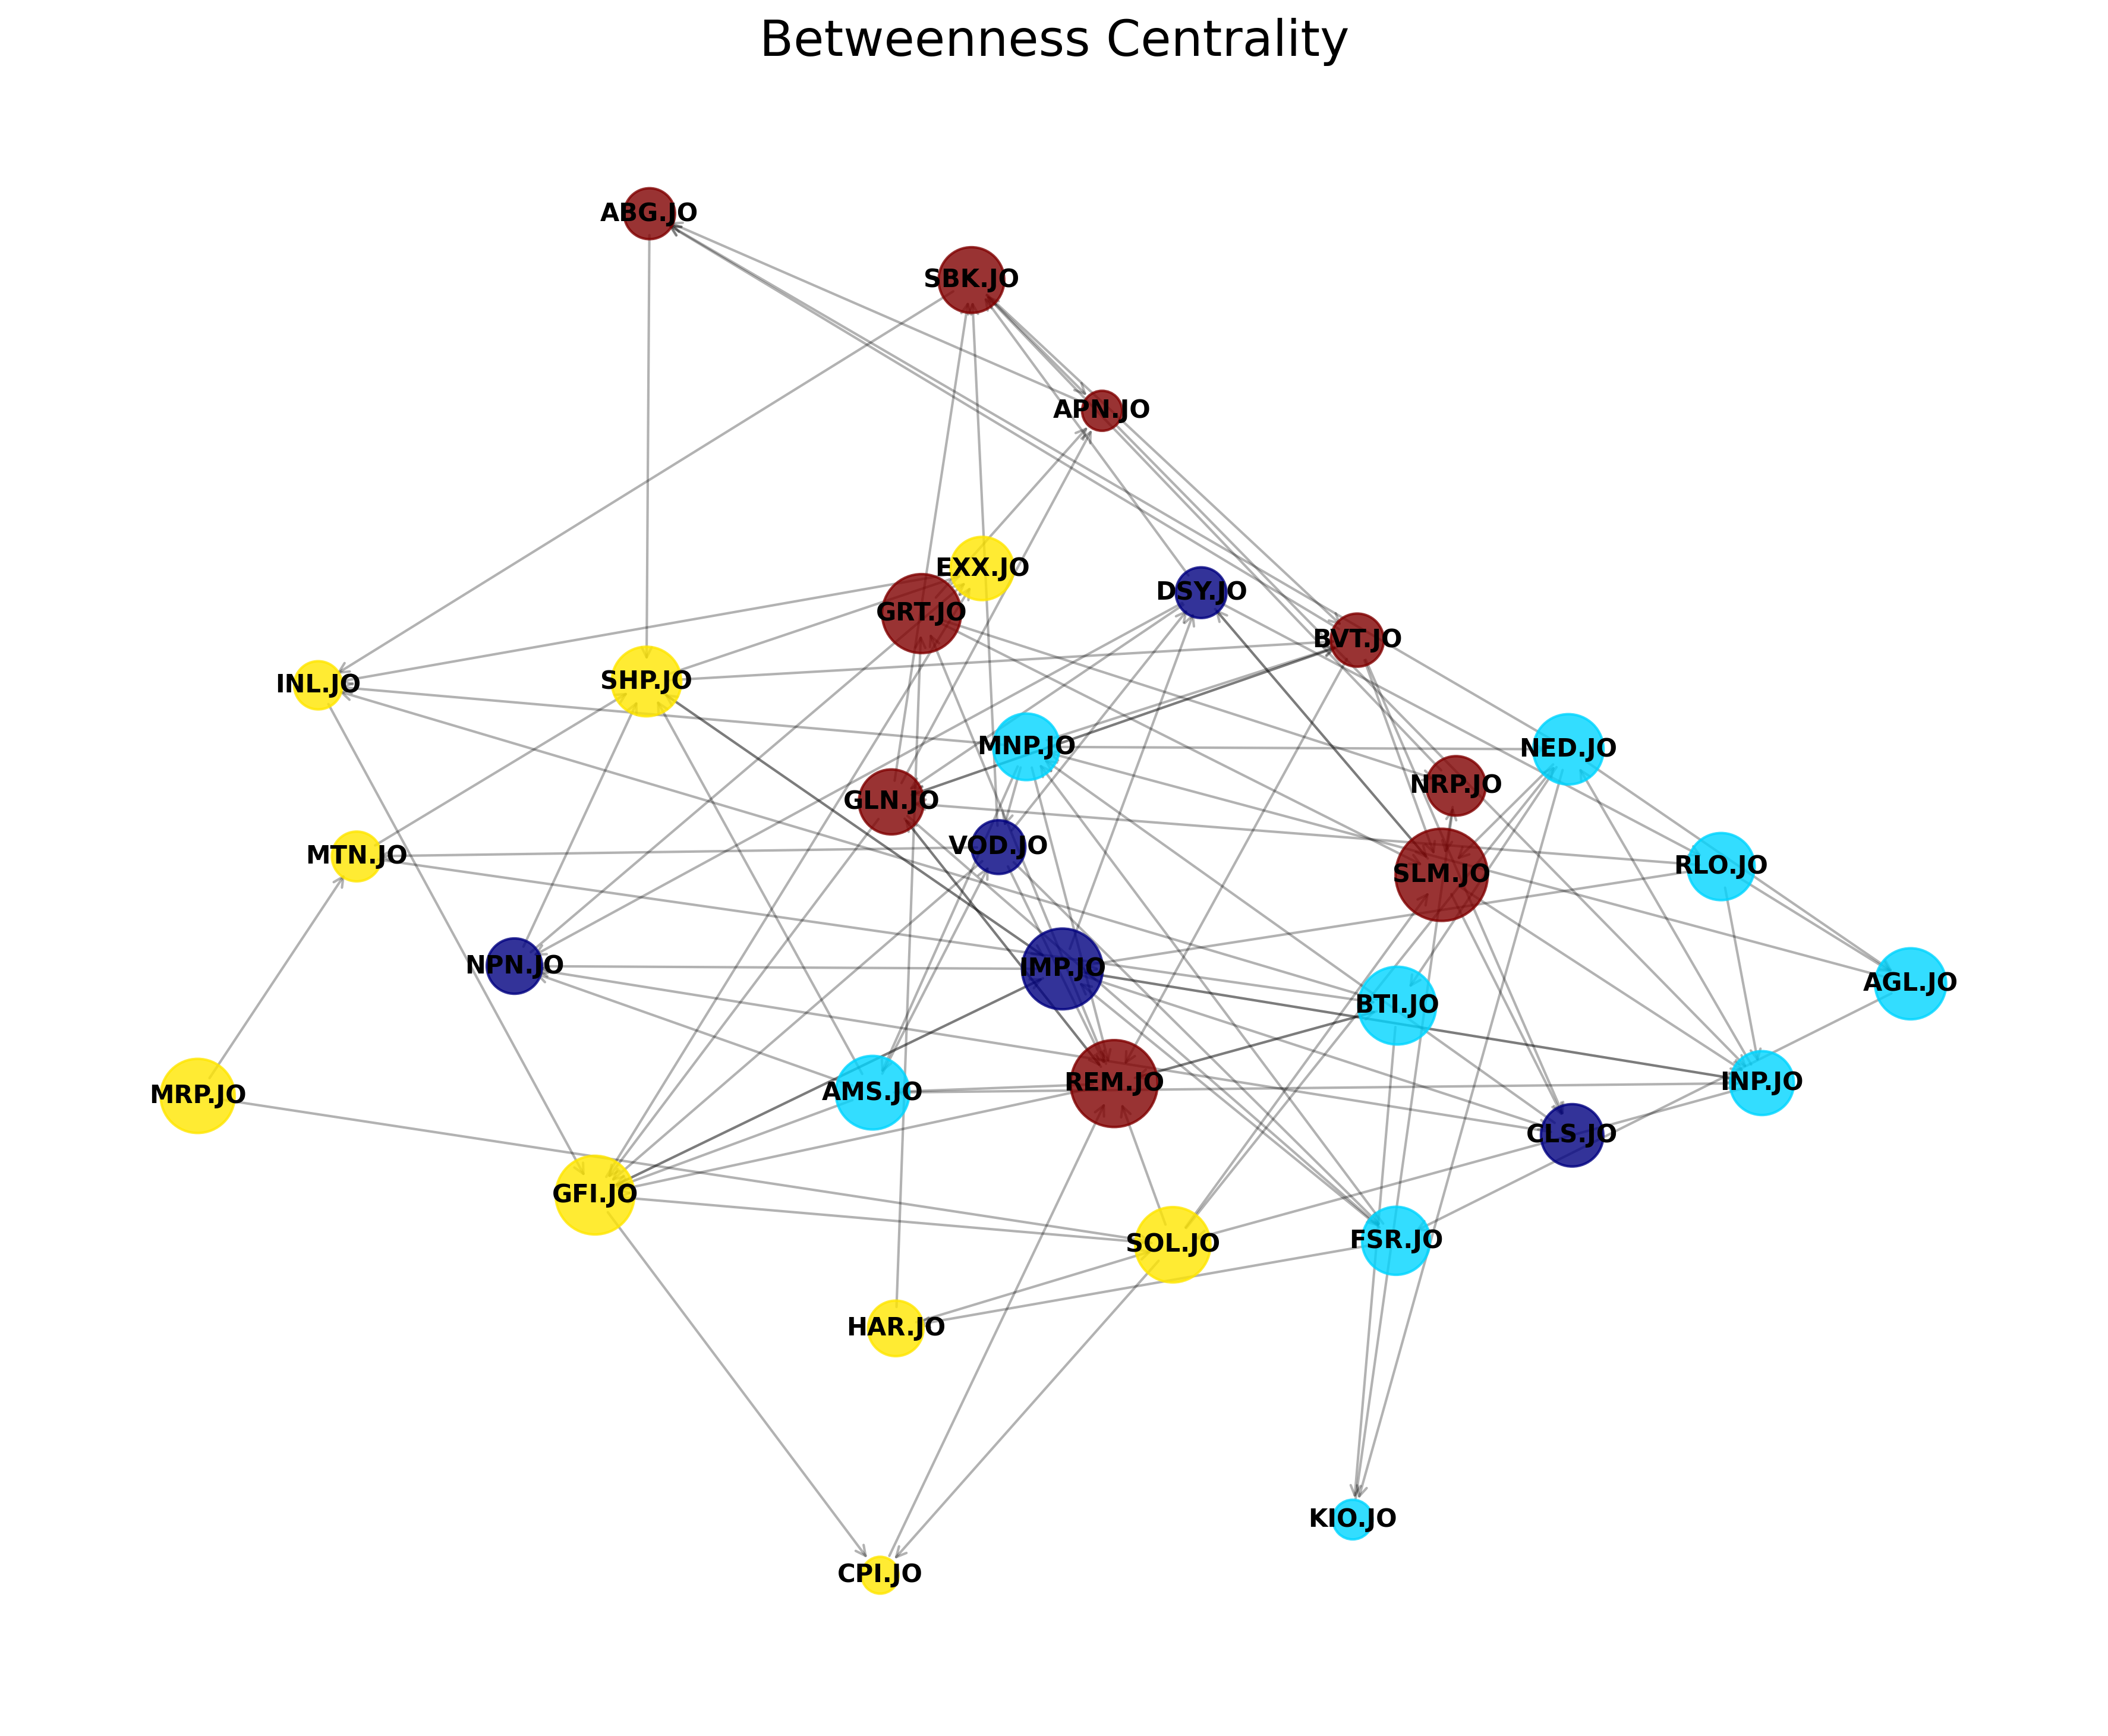 Betweenness Centrality
ABG.JO
SBK.JO
APN.JO
EXX.JO
GRT.JO
DSY.JO
BVT.JO
INL.JO
SHP.JO
MNP.JO
NED.JO
NRP.JO
GLN.JO
VOD.JO
MTN.JO
RLO.JO
SLM.JO
NPN.JO
IMP.JO
AGL.JO
BTI.JO
MRP.JO
AMS.JO
REM.JO
INP.JO
CLS.JO
GFI.JO
SOL.JO
FSR.JO
HAR.JO
KIO.JO
CPI.JO